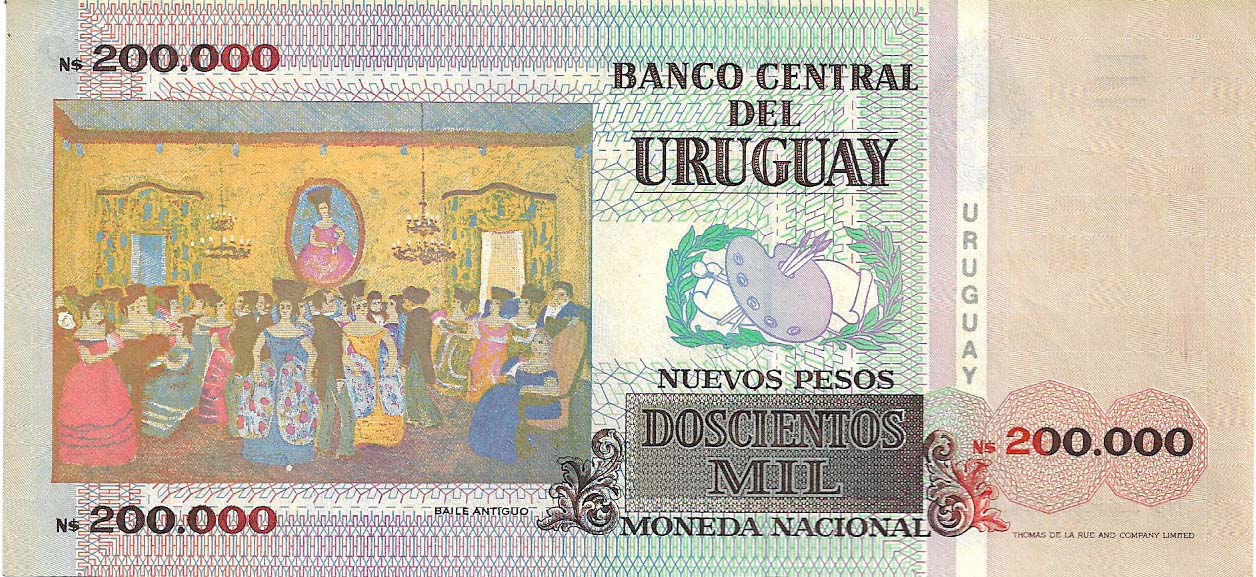 N$ 200.000
BANCO CENTRAL
DEL
URUGUAY
URUGUAY
NUEVOS PESOS
DOSCIENTOS
MIL
N$ 200.000
MONEDA NACIONAL
BAILE ANTIGUO
N$ 200.000
THOMAS DE LA RUE AND COMPANY LIMITED